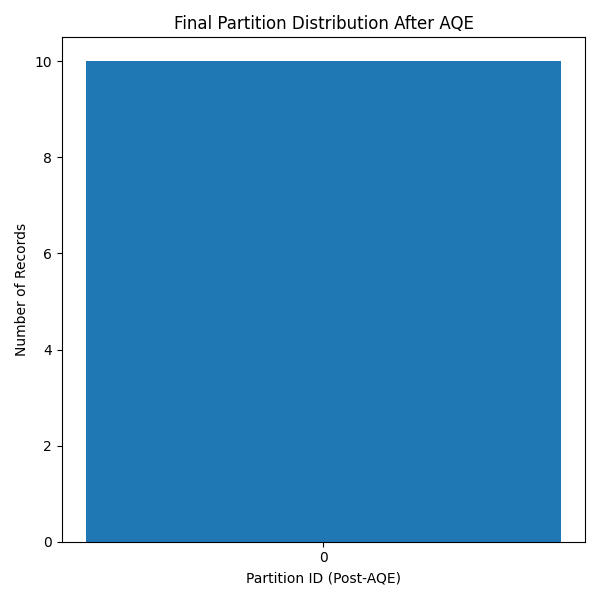 Final Partition Distribution After AQE
10
8
6
4
2
0
Number of Records
0
Partition ID (Post-AQE)